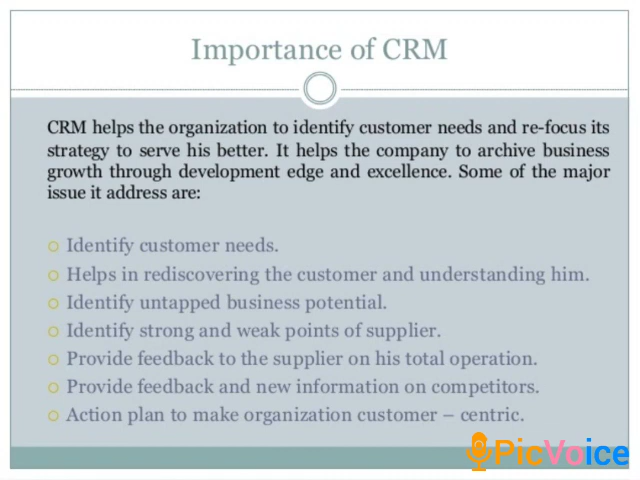 Importance of CRM
CRM helps the organization to identify customer needs and re-focus its
strategy to serve his better. It helps the company to archive business
growth through development edge and excellence. Some of the major
issue it address are:
Identify customer needs.
Helps in rediscovering the customer and understanding him.
Identify untapped business potential.
Identify strong and weak points of supplier.
Provide feedback to the supplier on his total operation.
Provide feedback and new information on competitors.
Action plan to make organization customer – centric.
PicVoice